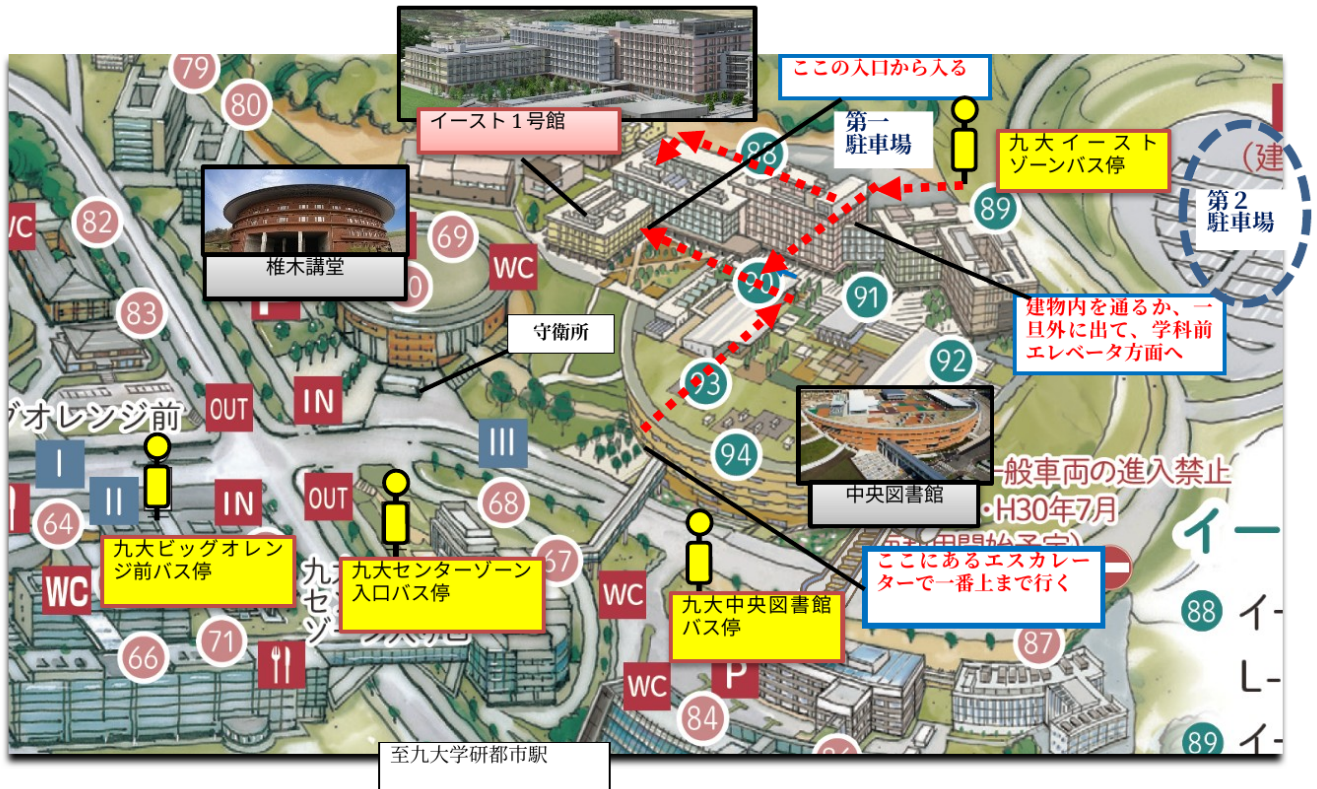 79
80
イースト１号館
ここの入口から入る
88
第一
駐車場
九大イースト
ゾーンバス停
(建
第２
駐車場
89
WC
82
椎木講堂
69
WC
90
91
建物内を通るか、一
旦外に出て、学科前
エレベータ方面へ
83
守衛所
92
93
OUT
IN
グオレンジ前
I
II
III
94
中央図書館
一般車両の進入禁止
・H30年7月
イー
64
IN
OUT
68
九大ビッグオレン
ジ前バス停
九大センターゾーン
入口バス停
67
ここにあるエスカレー
ターで一番上まで行く
WC
WC
九大中央図書館
バス停
88
イ-
66
71
87
WC
P
L-
84
89
イ-
至九大学研都市駅